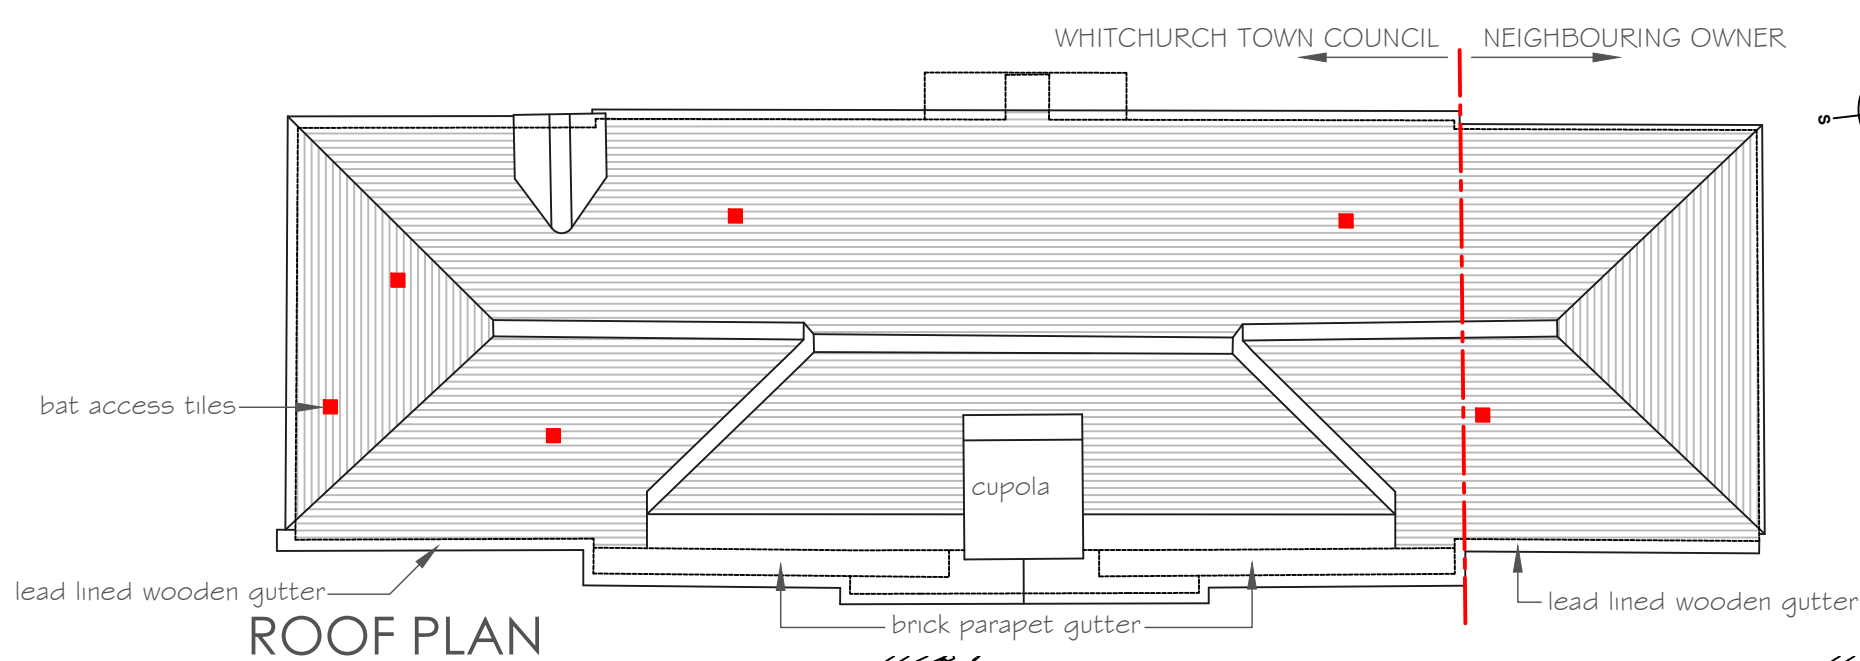 WHITCHURCH TOWN COUNCIL
NEIGHBOURING OWNER
S
bat access tiles
cupola
lead lined wooden gutter
lead lined wooden gutter
brick parapet gutter
ROOF PLAN